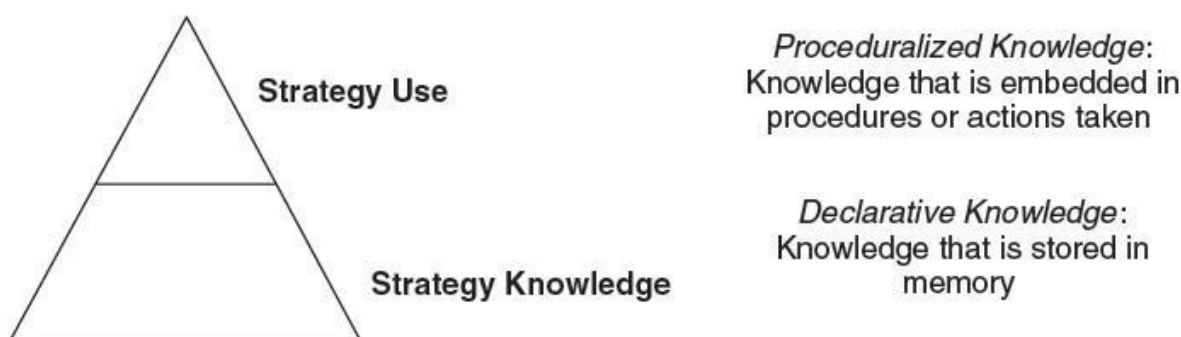 Strategy Use
Proceduralized Knowledge:
Knowledge that is embedded in
procedures or actions taken
Strategy Knowledge
Declarative Knowledge:
Knowledge that is stored in
memory